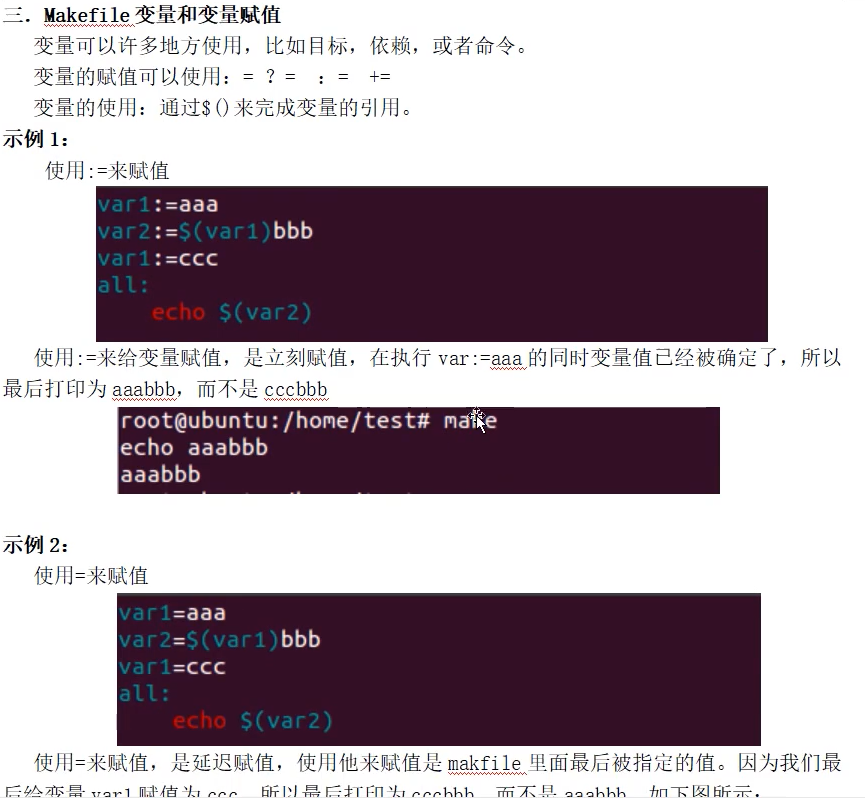 三．Makefile 变量和变量赋值
变量可以许多地方使用，比如目标，依赖，或者命令。
变量的赋值可以使用：= ？= ：= +=
变量的使用：通过$()来完成变量的引用。
示例 1：
使用:=来赋值
var1:=aaa
var2:=$(var1)bbb
var1:=ccc
all:
echo $(var2)
使用:=来给变量赋值，是立刻赋值，在执行 var:=aaa 的同时变量值已经被确定了，所以
最后打印为 aaabbb，而不是 cccbbb
root@ubuntu:/home/test# make
echo aaabbb
aaabbb
示例 2：
使用=来赋值
var1=aaa
var2=$(var1)bbb
var1=ccc
all:
echo $(var2)
使用=来赋值，是延迟赋值，使用他来赋值是 makfile 里面最后被指定的值。因为我们最
后给变量 var1 赋值为 ccc，所以最后打印为 cccbbb，而不是 aaabbb，如下图所示：